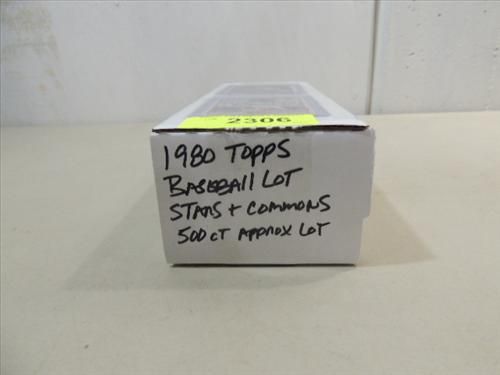 2306
1980 TOPPS
BASEBALL LOT
STARS + COMMONS
500 CT APPROX LOT